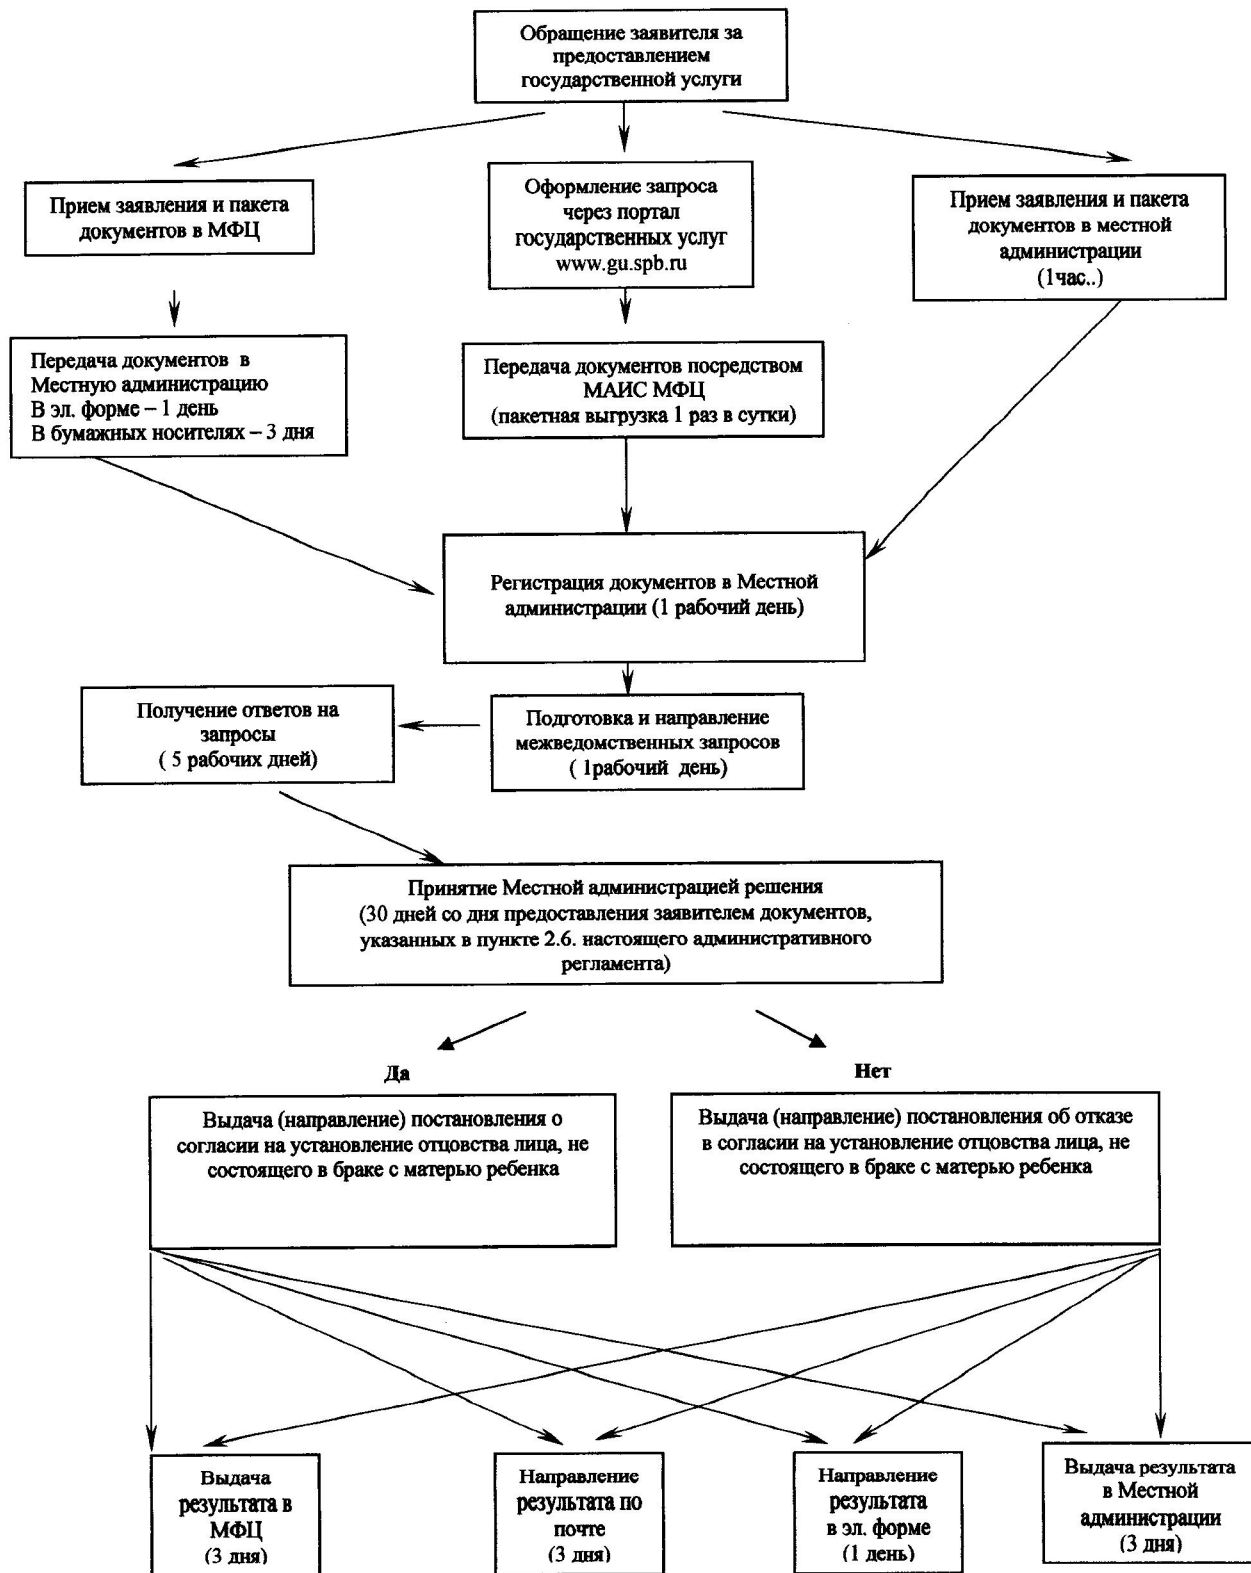 Обращение заявителя за
предоставлением
государственной услуги
Прием заявления и пакета
документов в МФЦ
Оформление запроса
через портал
государственных услуг
www.gu.spb.ru
Прием заявления и пакета
документов в местной
администрации
(1час..)
Передача документов в
Местную администрацию
В эл. форме – 1 день
В бумажных носителях – 3 дня
Передача документов посредством
МАИС МФЦ
(пакетная выгрузка 1 раз в сутки)
Регистрация документов в Местной
администрации (1 рабочий день)
Получение ответов на
запросы
( 5 рабочих дней)
Подготовка и направление
межведомственных запросов
( 1рабочий день)
Принятие Местной администрацией решения
(30 дней со дня предоставления заявителем документов,
указанных в пункте 2.6. настоящего административного
регламента)
Да
Нет
Выдача (направление) постановления о
согласии на установление отцовства лица, не
состоящего в браке с матерью ребенка
Выдача (направление) постановления об отказе
в согласии на установление отцовства лица, не
состоящего в браке с матерью ребенка
Выдача
результата в
МФЦ
(3 дня)
Направление
результата по
почте
(3 дня)
Направление
результата
в эл. форме
(1 день)
Выдача результата
в Местной
администрации
(3 дня)